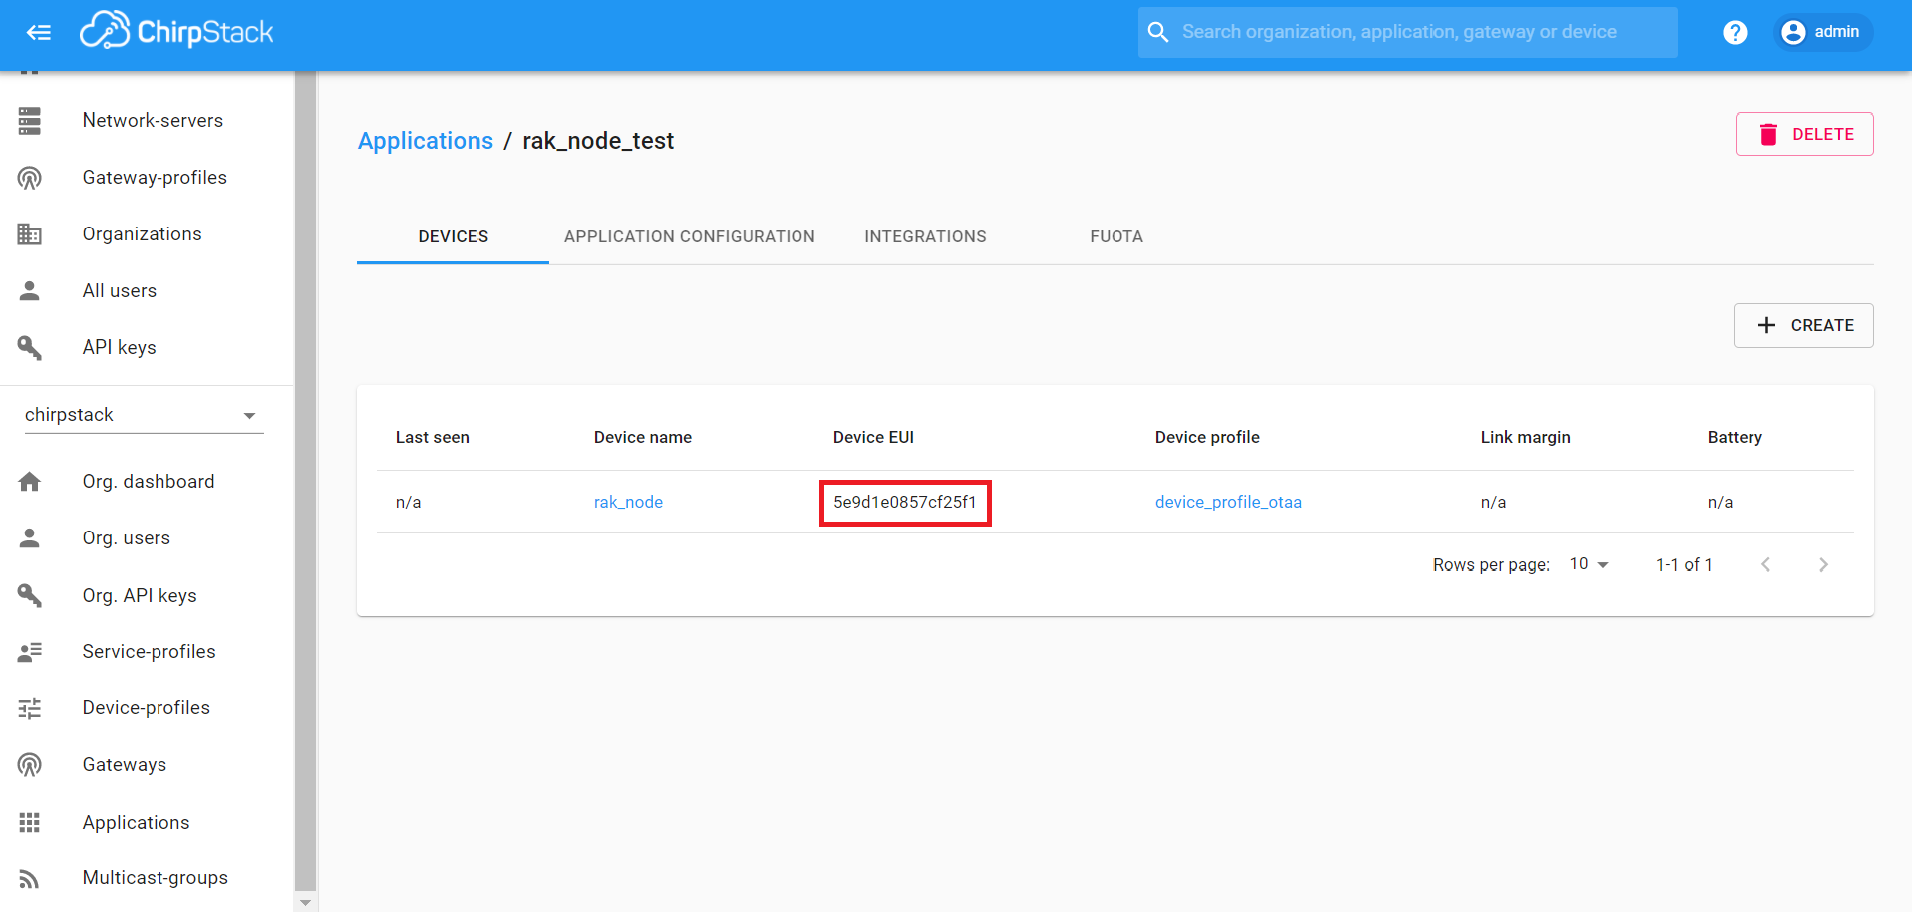 ChirpStack
Search organization, application, gateway or device
? admin
Network-servers
Gateway-profiles
Organizations
All users
API keys
chirpstack
Org. dashboard
Org. users
Org. API keys
Service-profiles
Device-profiles
Gateways
Applications
Multicast-groups
Applications / rak_node_test
DELETE
DEVICES APPLICATION CONFIGURATION INTEGRATIONS FUOTA
+ CREATE
Last seen Device name Device EUI Device profile Link margin Battery
n/a rak_node 5e9d1e0857cf25f1 device_profile_otaa n/a n/a
Rows per page: 10 1-1 of 1